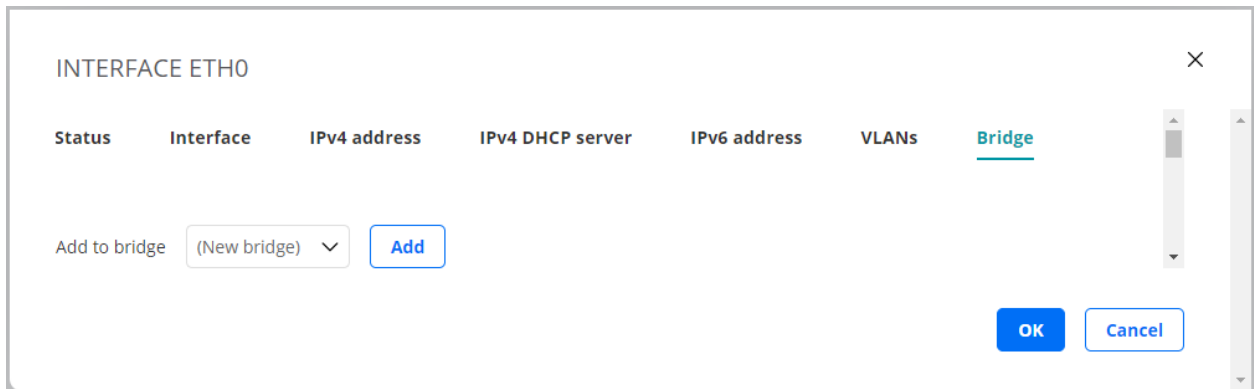 INTERFACE ETH0
Status Interface IPv4 address IPv4 DHCP server IPv6 address VLANs Bridge
Add to bridge (New bridge) Add
OK Cancel